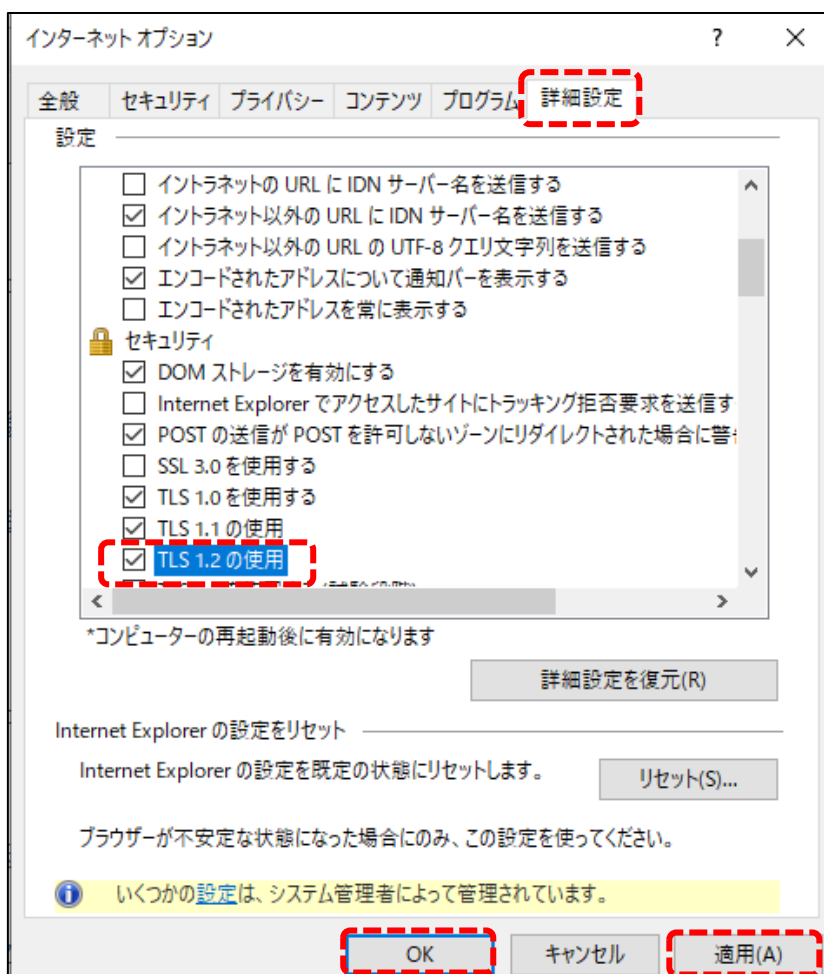 インターネット オプション ?
全般 セキュリティ プライバシー コンテンツ プログラム 詳細設定
設定
イントラネットの URL に IDN サーバー名を送信する
イントラネット以外の URL に IDN サーバー名を送信する
イントラネット以外の URL の UTF-8 クエリ文字列を送信する
エンコードされたアドレスについて通知バーを表示する
エンコードされたアドレスを常に表示する
セキュリティ
DOM ストレージを有効にする
Internet Explorer でアクセスしたサイトにトラッキング拒否要求を送信す
POST の送信が POST を許可しないゾーンにリダイレクトされた場合に警
SSL 3.0 を使用する
TLS 1.0 を使用する
TLS 1.1 の使用
TLS 1.2 の使用
*コンピューターの再起動後に有効になります
詳細設定を復元(R)
Internet Explorer の設定をリセット
Internet Explorer の設定を既定の状態にリセットします。
リセット(S)...
ブラウザーが不安定な状態になった場合にのみ、この設定を使ってください。
いくつかの設定は、システム管理者によって管理されています。
OK キャンセル 適用(A)